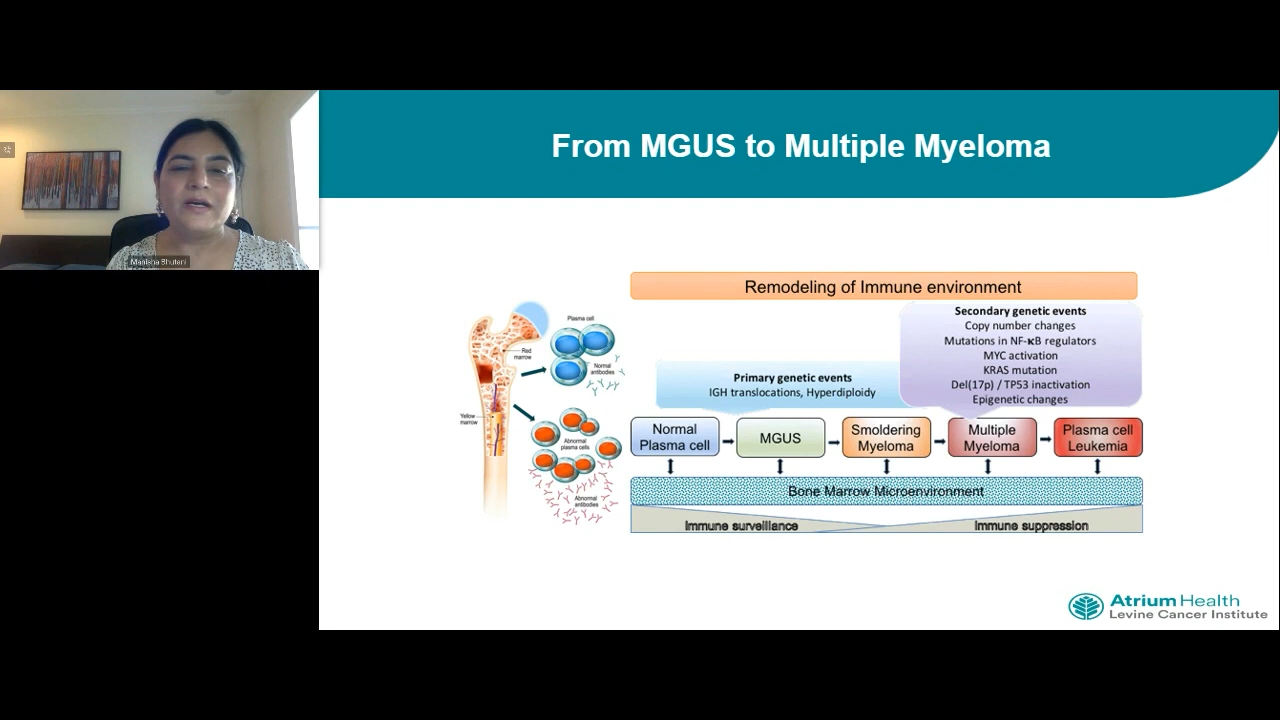 From MGUS to Multiple Myeloma
Manisha Bhutani
Remodeling of Immune environment
Secondary genetic events
Copy number changes
Mutations in NF-κB regulators
MYC activation
KRAS mutation
Del(17p) / TP53 inactivation
Epigenetic changes
Primary genetic events
IGH translocations, Hyperdiploidy
Plasma cell
Red
marrow
Normal
antibodies
Yellow
marrow
Abnormal
plasma cells
Abnormal
antibodies
Normal
Plasma cell
MGUS
Smoldering
Myeloma
Multiple
Myeloma
Plasma cell
Leukemia
Bone Marrow Microenvironment
Immune surveillance
Immune suppression
Atrium Health
Levine Cancer Institute